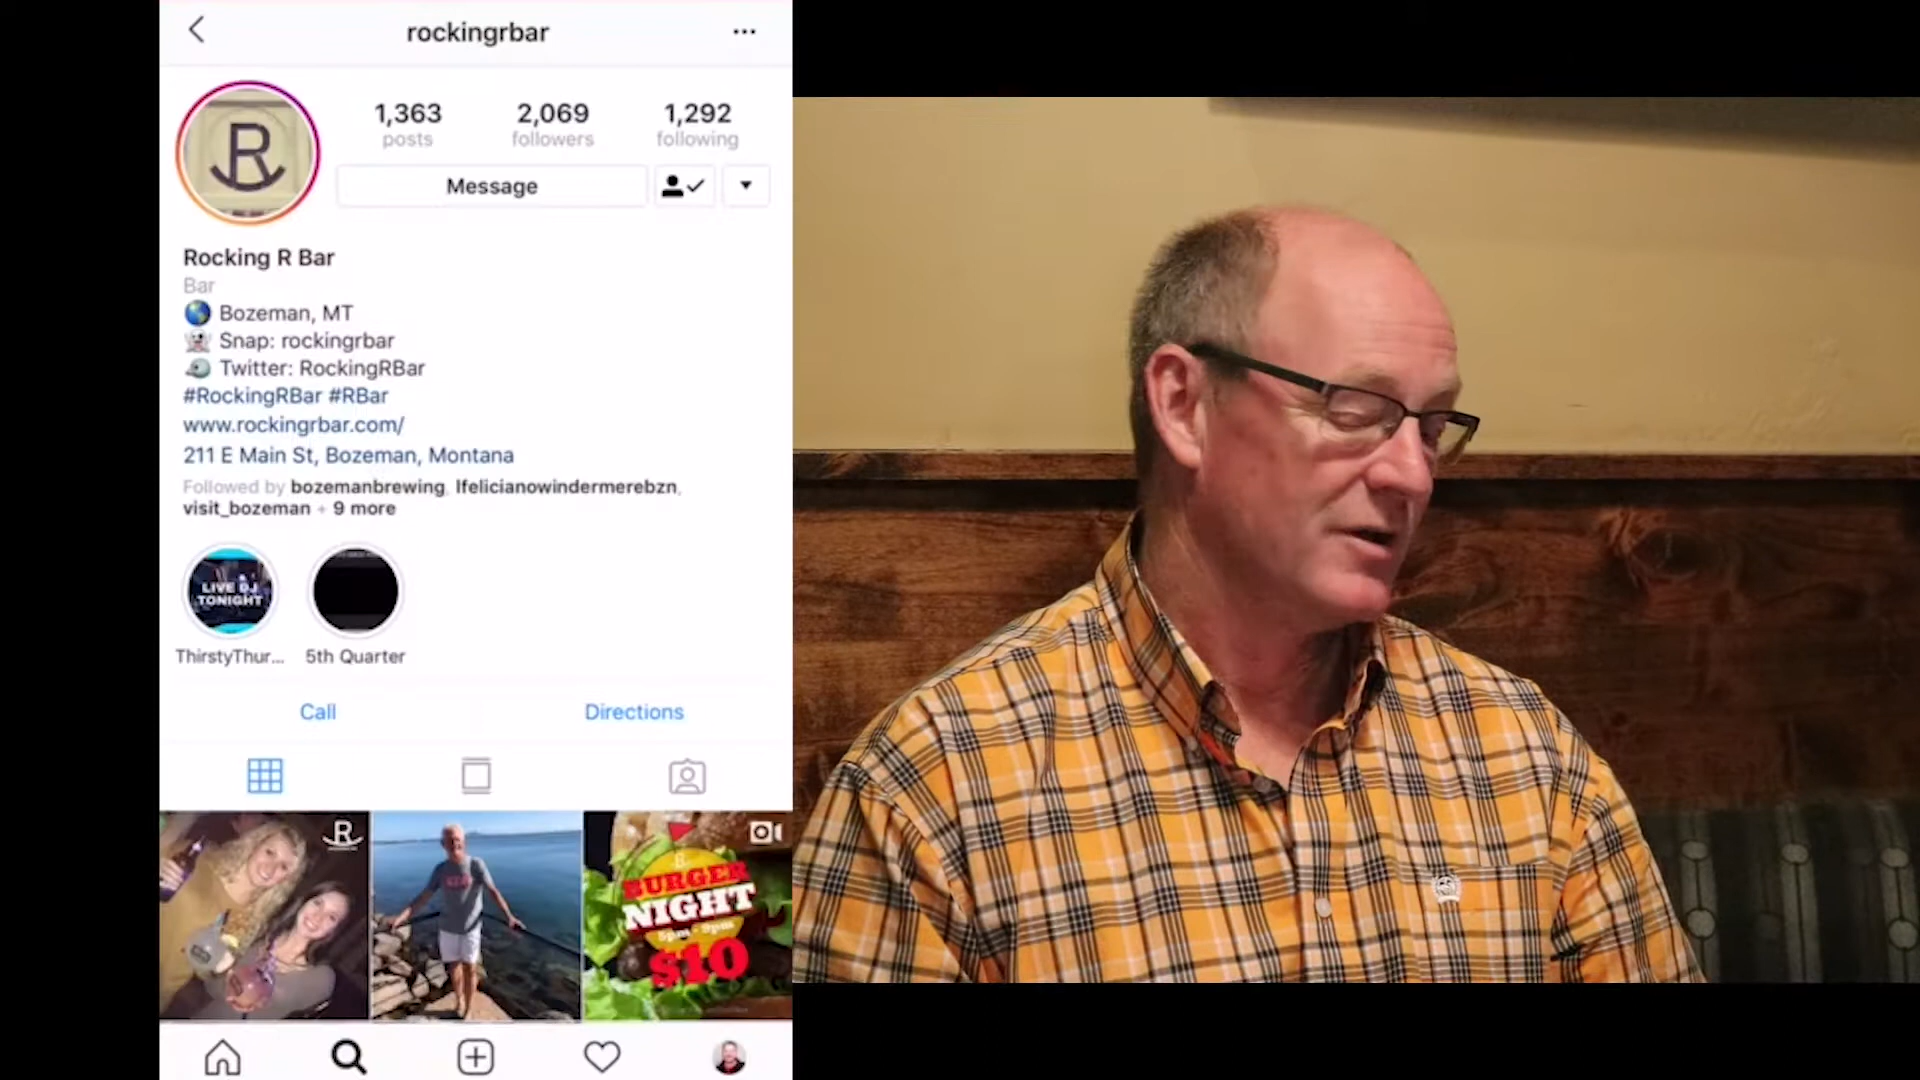 rockingrbar
1,363 2,069 1,292
posts followers following
Message
R
Rocking R Bar
Bar
Bozeman, MT
Snap: rockingrbar
Twitter: RockingRBar
#RockingRBar #RBar
www.rockingrbar.com/
211 E Main St, Bozeman, Montana
Followed by bozemanbrewing, lfelicianowindermerebzn,
visit_bozeman + 9 more
LIVE DJ
TONIGHT
ThirstyThur... 5th Quarter
Call Directions
R
BURGER
NIGHT
5pm - 9pm
$10